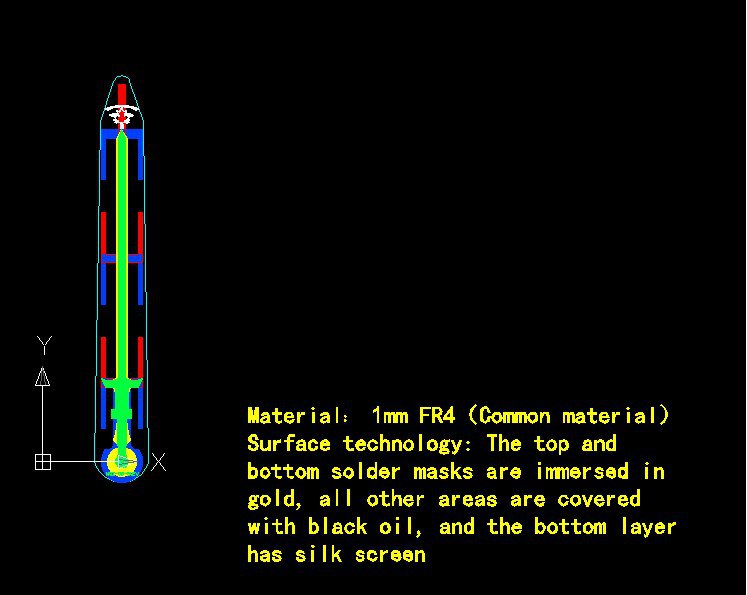 Y
Material: 1mm FR4 (Common material)
Surface technology: The top and
bottom solder masks are immersed in
gold, all other areas are covered
X
with black oil, and the bottom layer
has silk screen